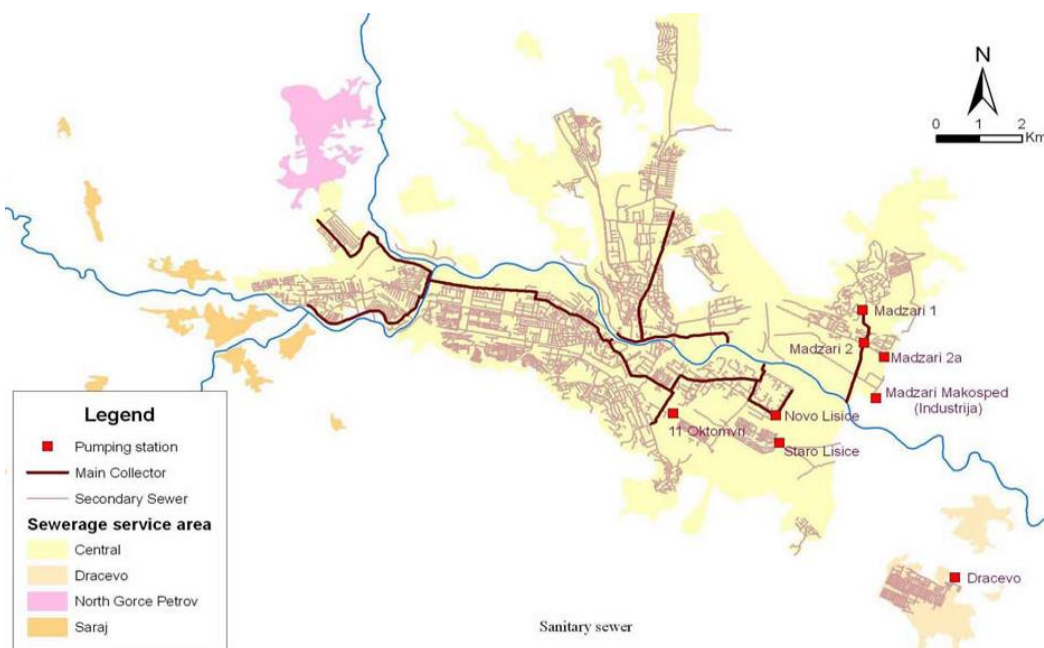 N
0 1 2
Km
Madzari 1
Madzari 2
Madzari 2a
Madzari Makosped
(Industrija)
Novo Lisice
11 Oktomvri
Staro Lisice
Dracevo
Legend
Pumping station
Main Collector
Secondary Sewer
Sewerage service area
Central
Dracevo
North Gorce Petrov
Saraj
Sanitary sewer